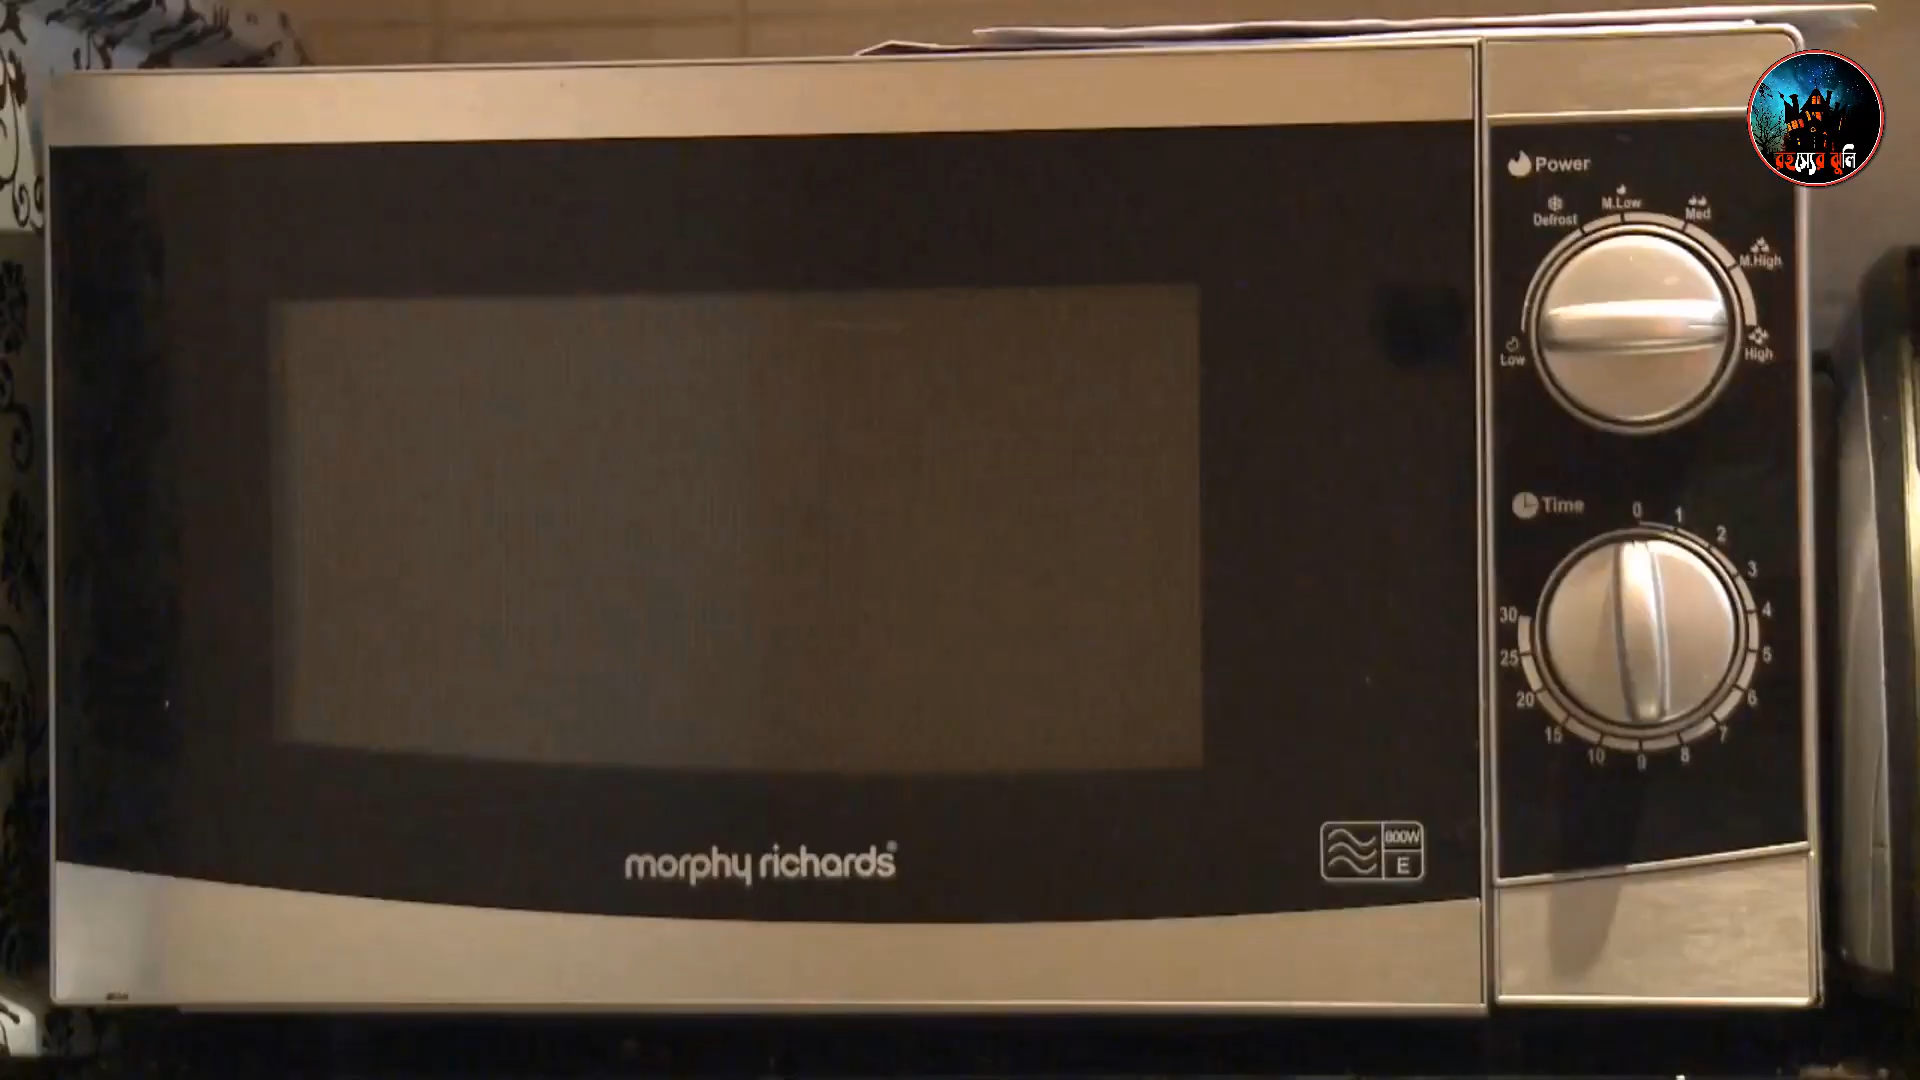 Power
Defrost
M.Low
Med
M.High
Low
High
Time
0
1
2
3
4
5
6
7
8
9
10
15
20
25
30
morphy richards®
800W
E
রহস্যের ঝুলি